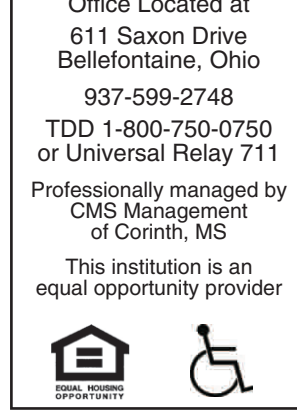 Office Located at
611 Saxon Drive
Bellefontaine, Ohio
937-599-2748
TDD 1-800-750-0750
or Universal Relay 711
Professionally managed by
CMS Management
of Corinth, MS
This institution is an
equal opportunity provider
EQUAL HOUSING
OPPORTUNITY